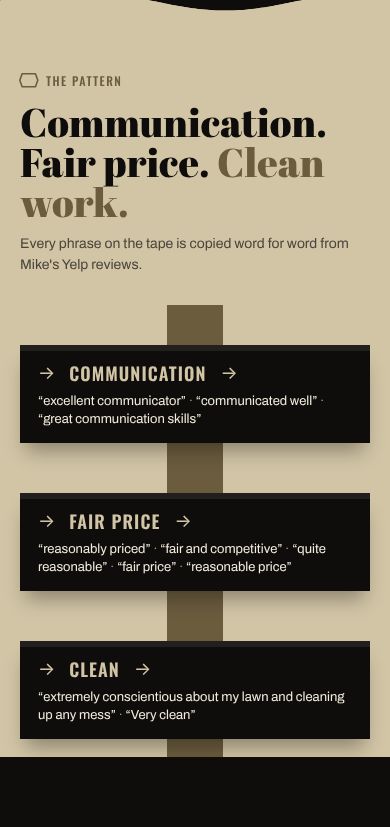 THE PATTERN
Communication.
Fair price. Clean
work.
Every phrase on the tape is copied word for word from
Mike's Yelp reviews.
→ COMMUNICATION →
“excellent communicator” · “communicated well” ·
“great communication skills”
→ FAIR PRICE →
“reasonably priced” · “fair and competitive” · “quite
reasonable” · “fair price” · “reasonable price”
→ CLEAN →
“extremely conscientious about my lawn and cleaning
up any mess” · “Very clean”